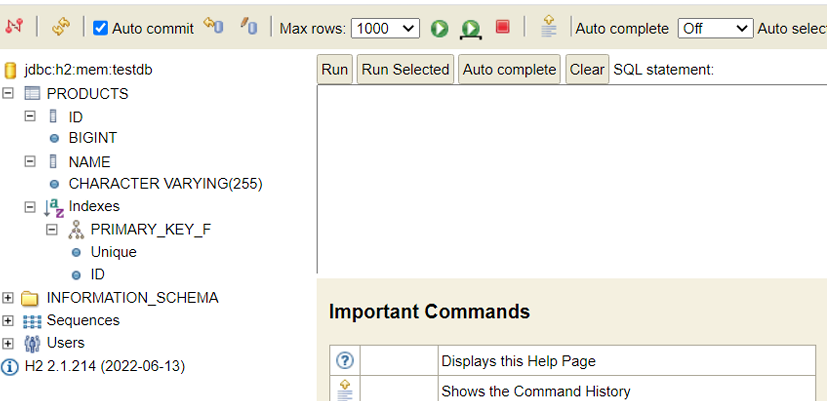 Auto commit Max rows: 1000 Auto complete Off Auto selec
jdbc:h2:mem:testdb
PRODUCTS
ID
BIGINT
NAME
CHARACTER VARYING(255)
Indexes
PRIMARY_KEY_F
Unique
ID
INFORMATION_SCHEMA
Sequences
Users
H2 2.1.214 (2022-06-13)
Run Run Selected Auto complete Clear SQL statement:
Important Commands
Displays this Help Page
Shows the Command History